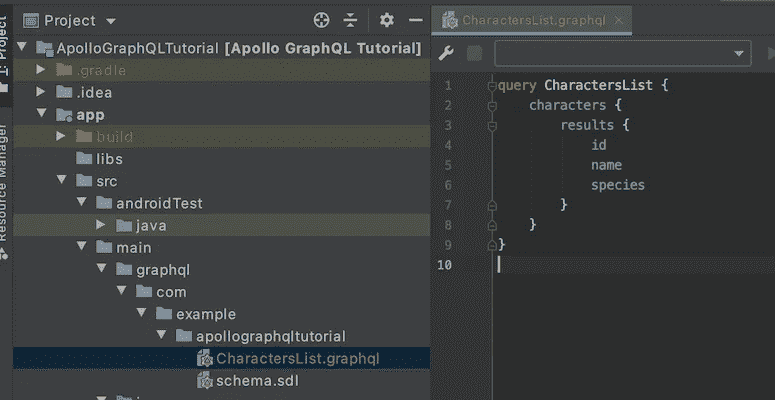 1: Project
Resource Manager
Project
ApolloGraphQLTutorial [Apollo GraphQL Tutorial]
.gradle
.idea
app
build
libs
src
androidTest
java
main
graphql
com
example
apollographqltutorial
CharactersList.graphql
schema.sdl
CharactersList.graphql
1 query CharactersList {
2 characters {
3 results {
4 id
5 name
6 species
7 }
8 }
9 }
10